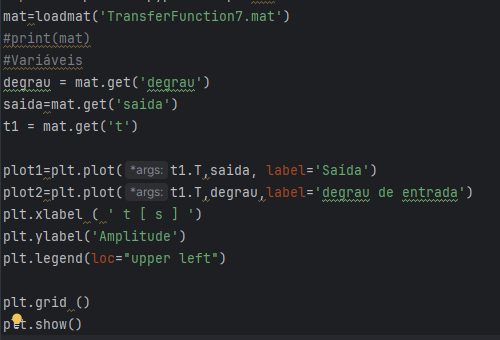 mat=loadmat('TransferFunction7.mat')
#print(mat)
#Variáveis
degrau = mat.get('degrau')
saida=mat.get('saida')
t1 = mat.get('t')
plot1=plt.plot( *args: t1.T,saida, label='Saída')
plot2=plt.plot( *args: t1.T,degrau,label='degrau de entrada')
plt.xlabel ( ' t [ s ] ')
plt.ylabel('Amplitude')
plt.legend(loc="upper left")
plt.grid ()
plt.show()